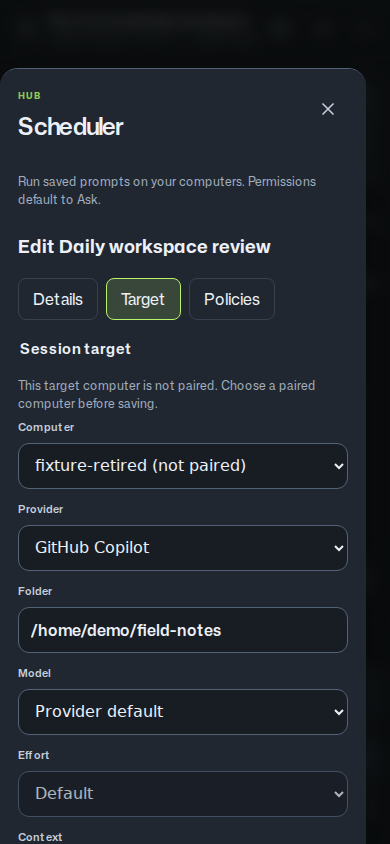 HUB
Scheduler
Run saved prompts on your computers. Permissions
default to Ask.
Edit Daily workspace review
Details
Target
Policies
Session target
This target computer is not paired. Choose a paired
computer before saving.
Computer
fixture-retired (not paired)
Provider
GitHub Copilot
Folder
/home/demo/field-notes
Model
Provider default
Effort
Default
Context